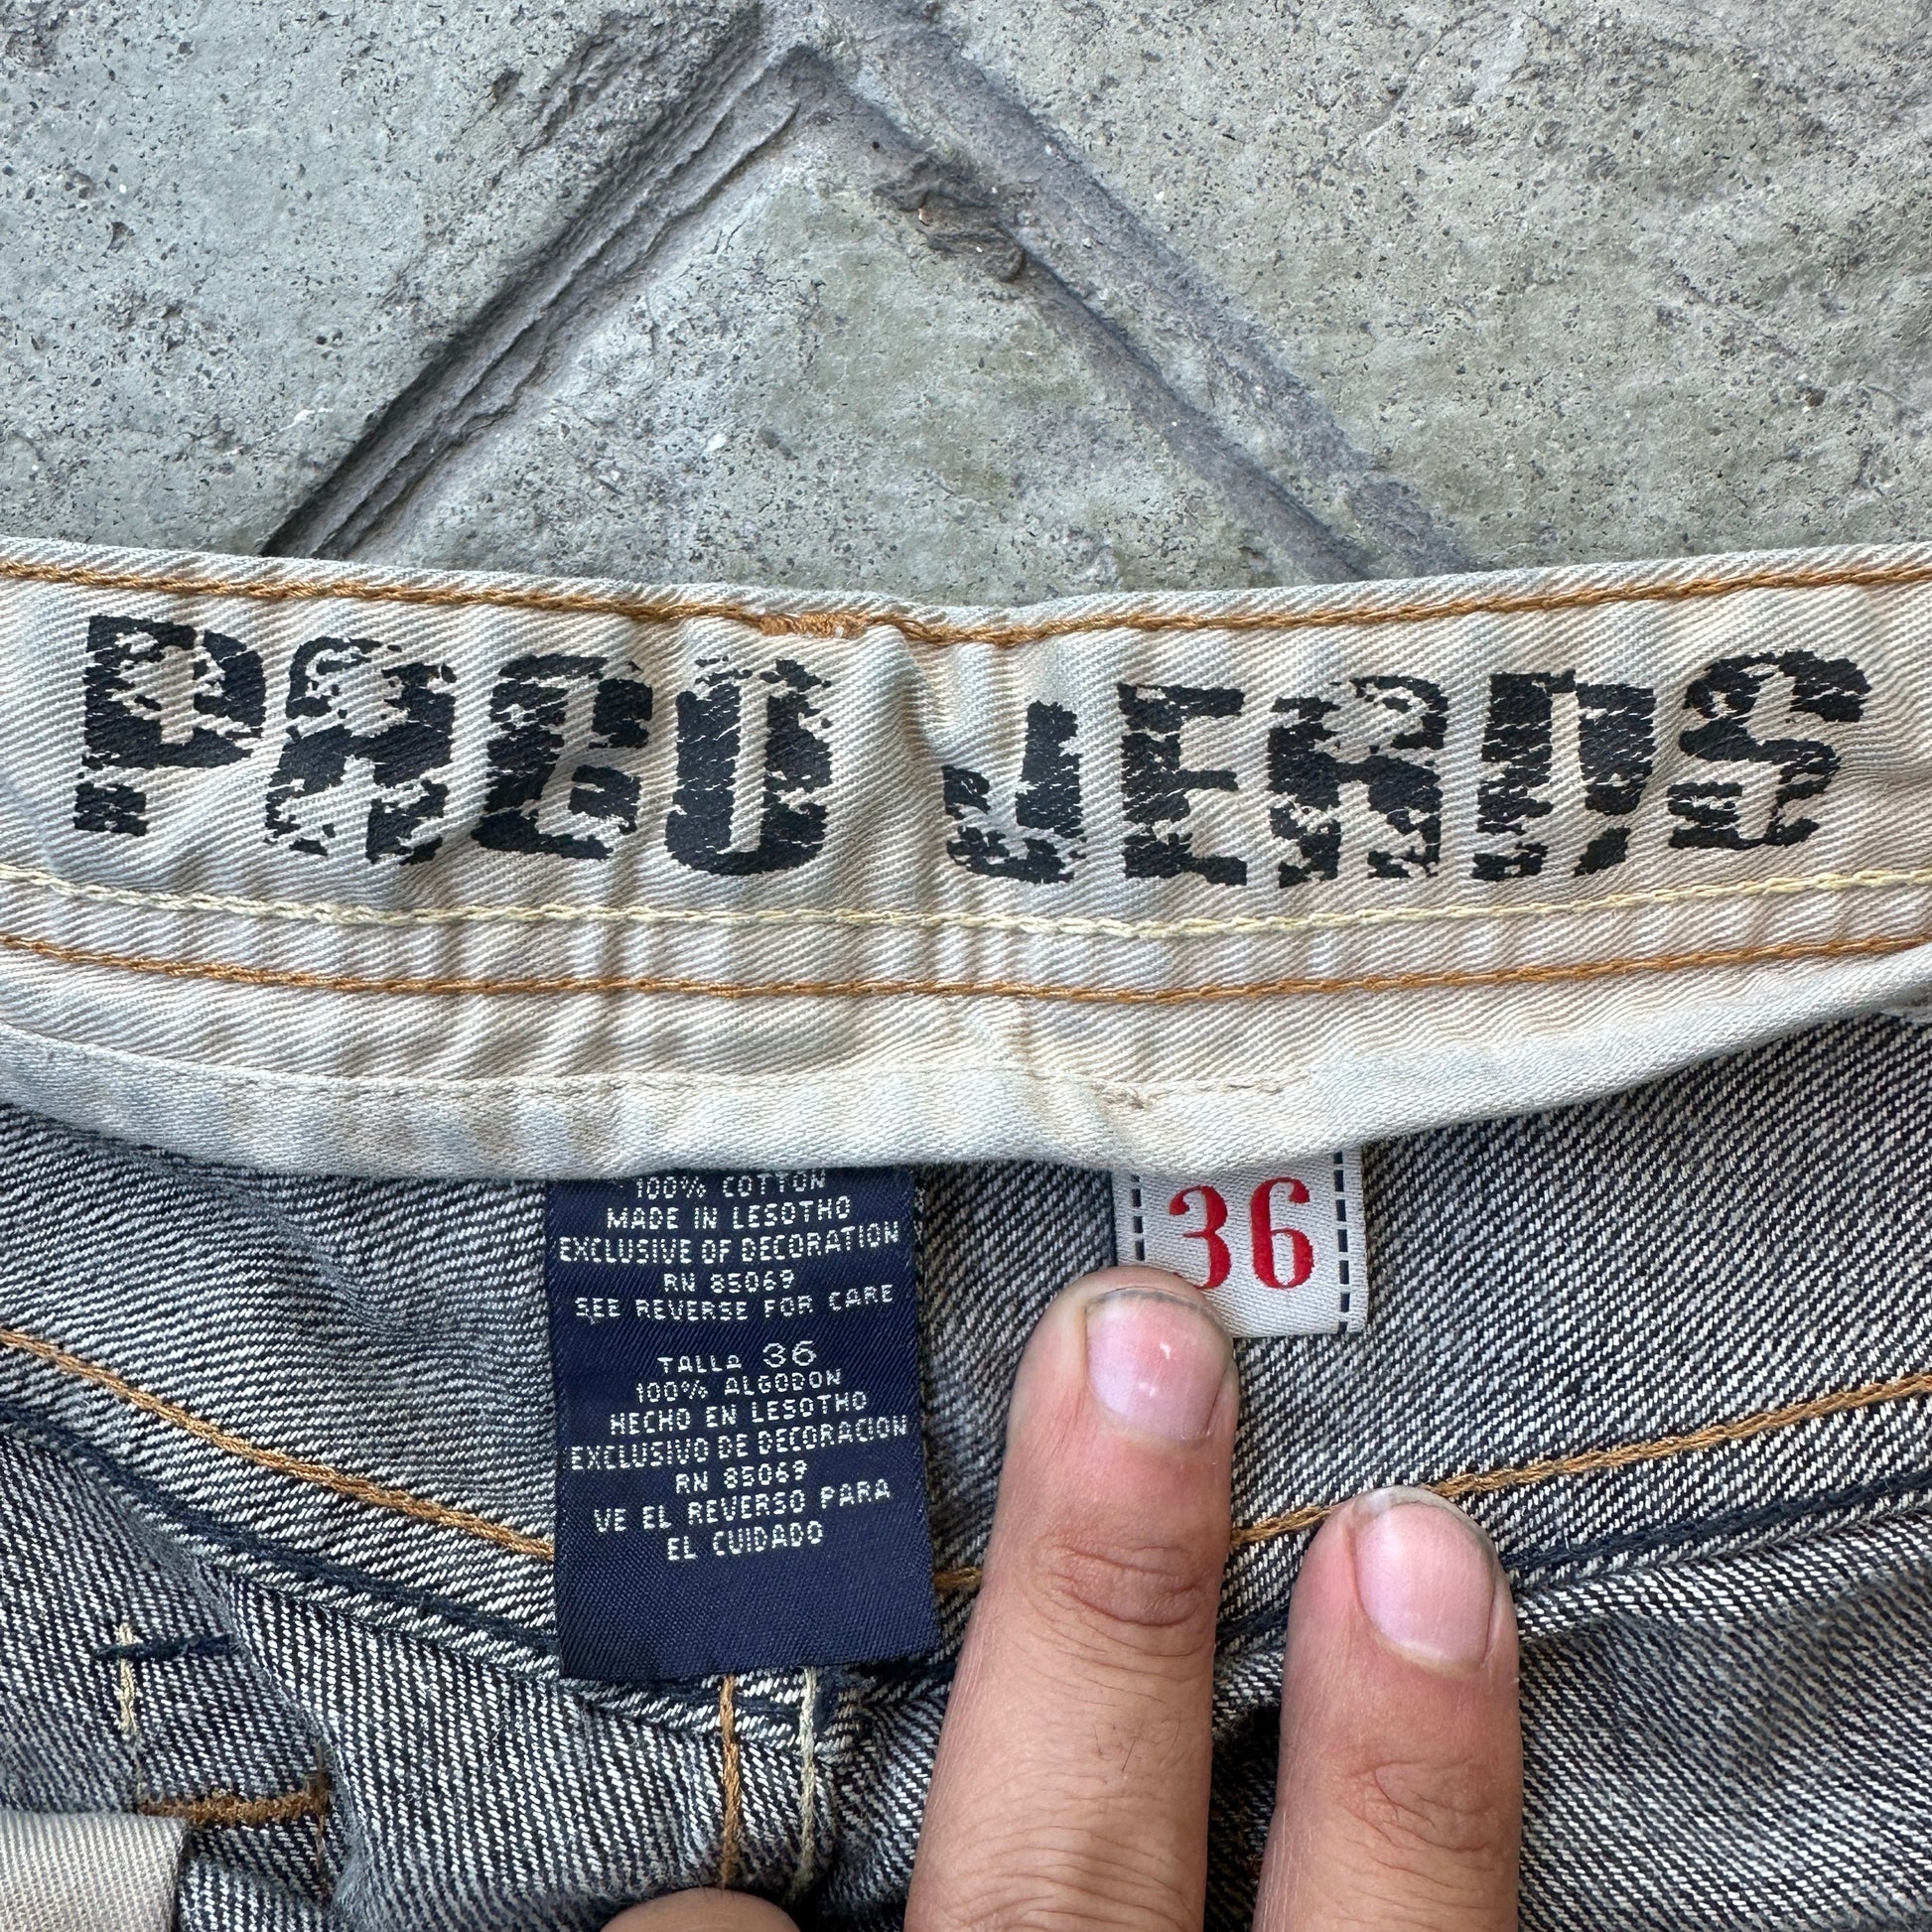 PACO JEANS
100% COTTON
MADE IN LESOTHO
EXCLUSIVE OF DECORATION
RN 85069
SEE REVERSE FOR CARE
TALLA 36
100% ALGODON
HECHO EN LESOTHO
EXCLUSIVO DE DECORACION
RN 85069
VE EL REVERSO PARA
EL CUIDADO
36